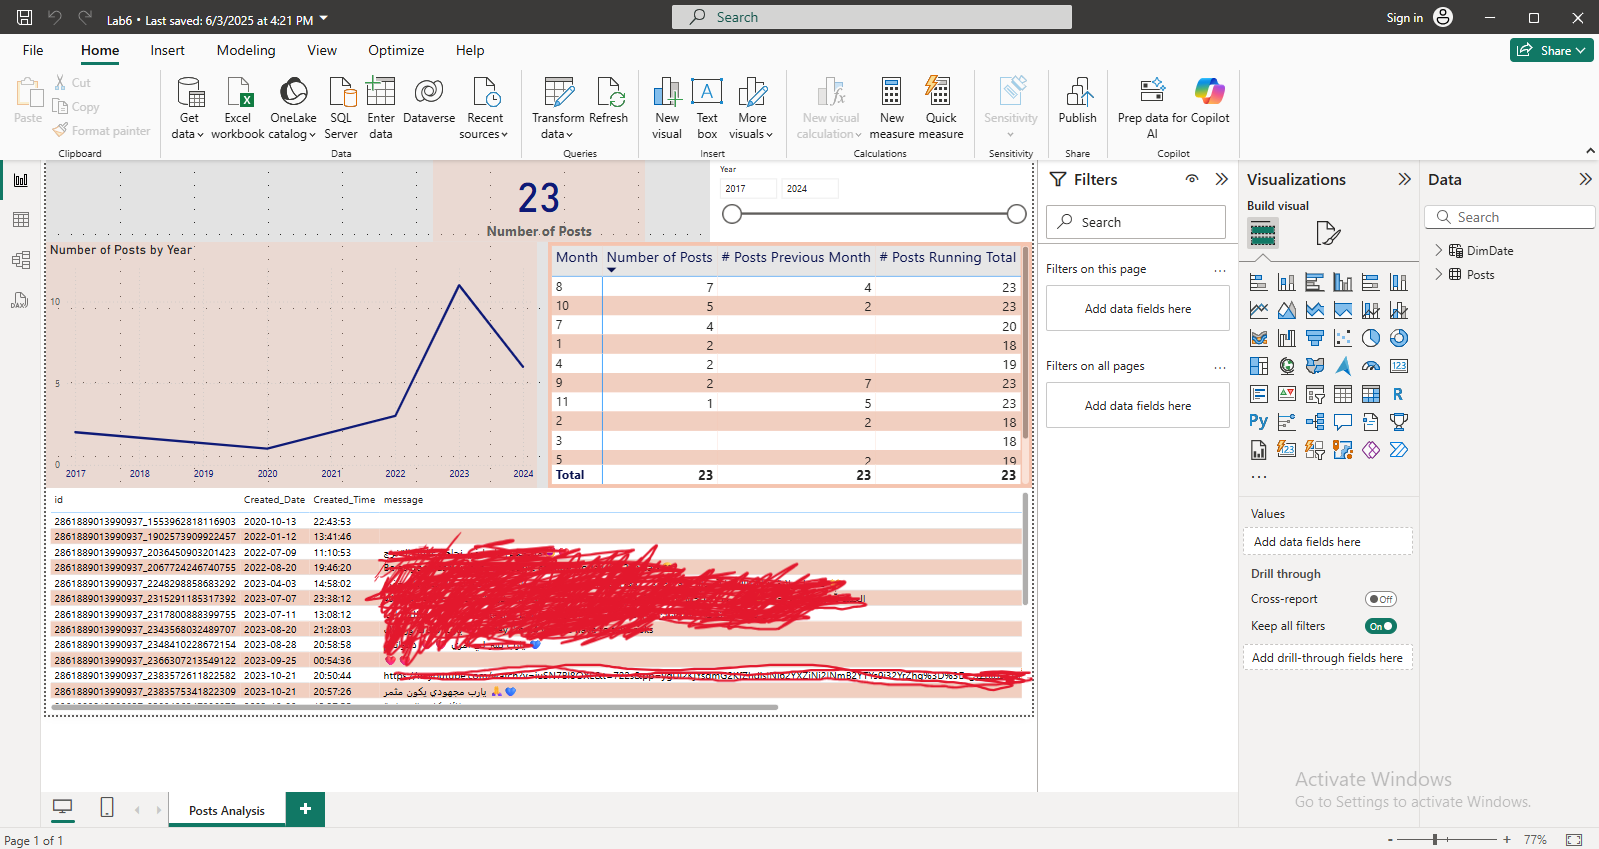 Lab6 • Last saved: 6/3/2025 at 4:21 PM
Search
Sign in
File Home Insert Modeling View Optimize Help
Share
Paste
Cut
Copy
Format painter
Clipboard
Get data
Excel workbook
OneLake catalog
SQL Server
Enter data
Dataverse
Recent sources
Data
Transform data
Refresh
Queries
New visual
Text box
More visuals
Insert
New visual calculation
New measure
Quick measure
Calculations
Sensitivity
Sensitivity
Publish
Share
Prep data for AI
Copilot
Copilot
23
Number of Posts
Year
2017 2024
Number of Posts by Year
10
5
0
2017 2018 2019 2020 2021 2022 2023 2024
Month Number of Posts # Posts Previous Month # Posts Running Total
8 7 4 23
10 5 2 23
7 4 20
1 2 18
4 2 19
9 2 7 23
11 1 5 23
2 2 18
3 18
5 2 19
Total 23 23 23
id Created_Date Created_Time message
2861889013990937_1553962818116903 2020-10-13 22:43:53
2861889013990937_1902573909922457 2022-01-12 13:41:46
2861889013990937_2036450903201423 2022-07-09 11:10:53
2861889013990937_2067724246740755 2022-08-20 19:46:20
2861889013990937_2248298858683292 2023-04-03 14:58:02
2861889013990937_2315291185317392 2023-07-07 23:38:12
2861889013990937_2317800888399755 2023-07-11 13:08:12
2861889013990937_2343568032489707 2023-08-20 21:28:03
2861889013990937_2348410228672154 2023-08-28 20:58:58
2861889013990937_2366307213549122 2023-09-25 00:54:36
2861889013990937_2383572611822582 2023-10-21 20:50:44
2861889013990937_2383575341822309 2023-10-21 20:57:26 يارب مجهودي يكون مثمر 🙏 💙
Filters
Search
Filters on this page
Add data fields here
Filters on all pages
Add data fields here
Visualizations
Build visual
Values
Add data fields here
Drill through
Cross-report Off
Keep all filters On
Add drill-through fields here
Data
Search
DimDate
Posts
Activate Windows
Go to Settings to activate Windows.
Posts Analysis
Page 1 of 1
77%